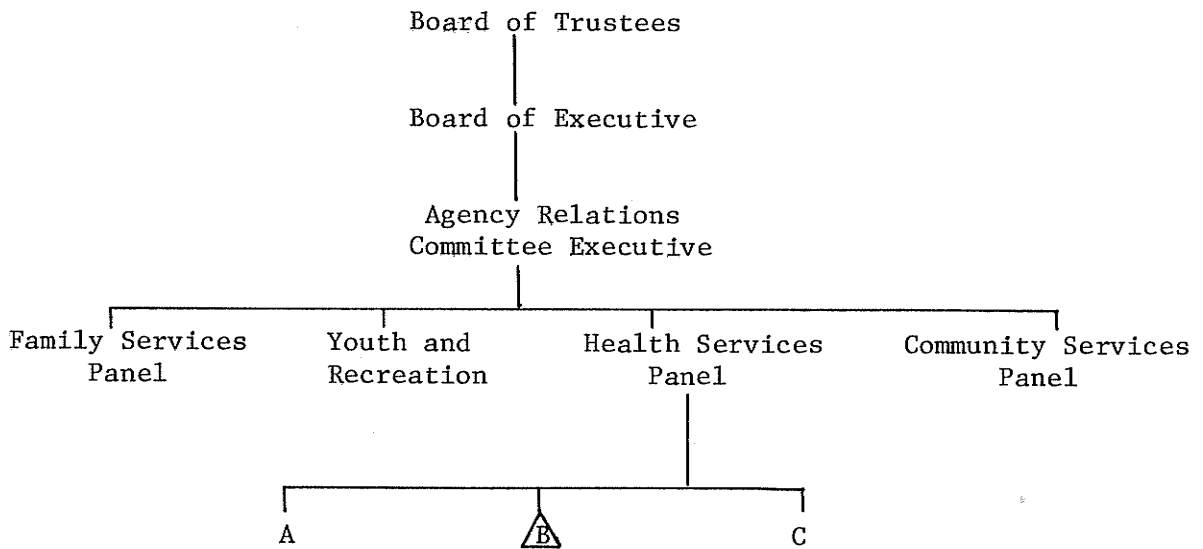 Board of Trustees
Board of Executive
Agency Relations
Committee Executive
Family Services
Panel
Youth and
Recreation
Health Services
Panel
Community Services
Panel
A
B
C